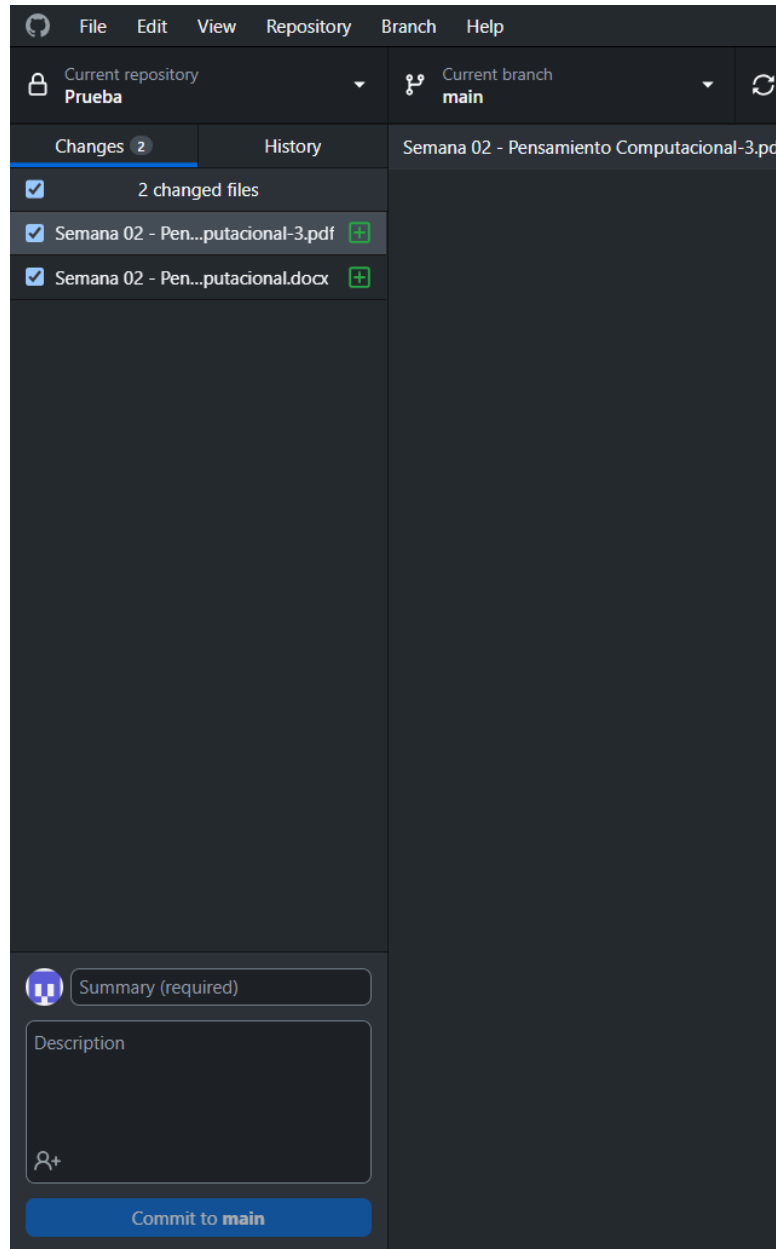 File Edit View Repository Branch Help
Current repository
Prueba
Current branch
main
Changes 2 History
2 changed files
Semana 02 - Pen...putacional-3.pdf
Semana 02 - Pen...putacional.docx
Semana 02 - Pensamiento Computacional-3.pd
Summary (required)
Description
Commit to main